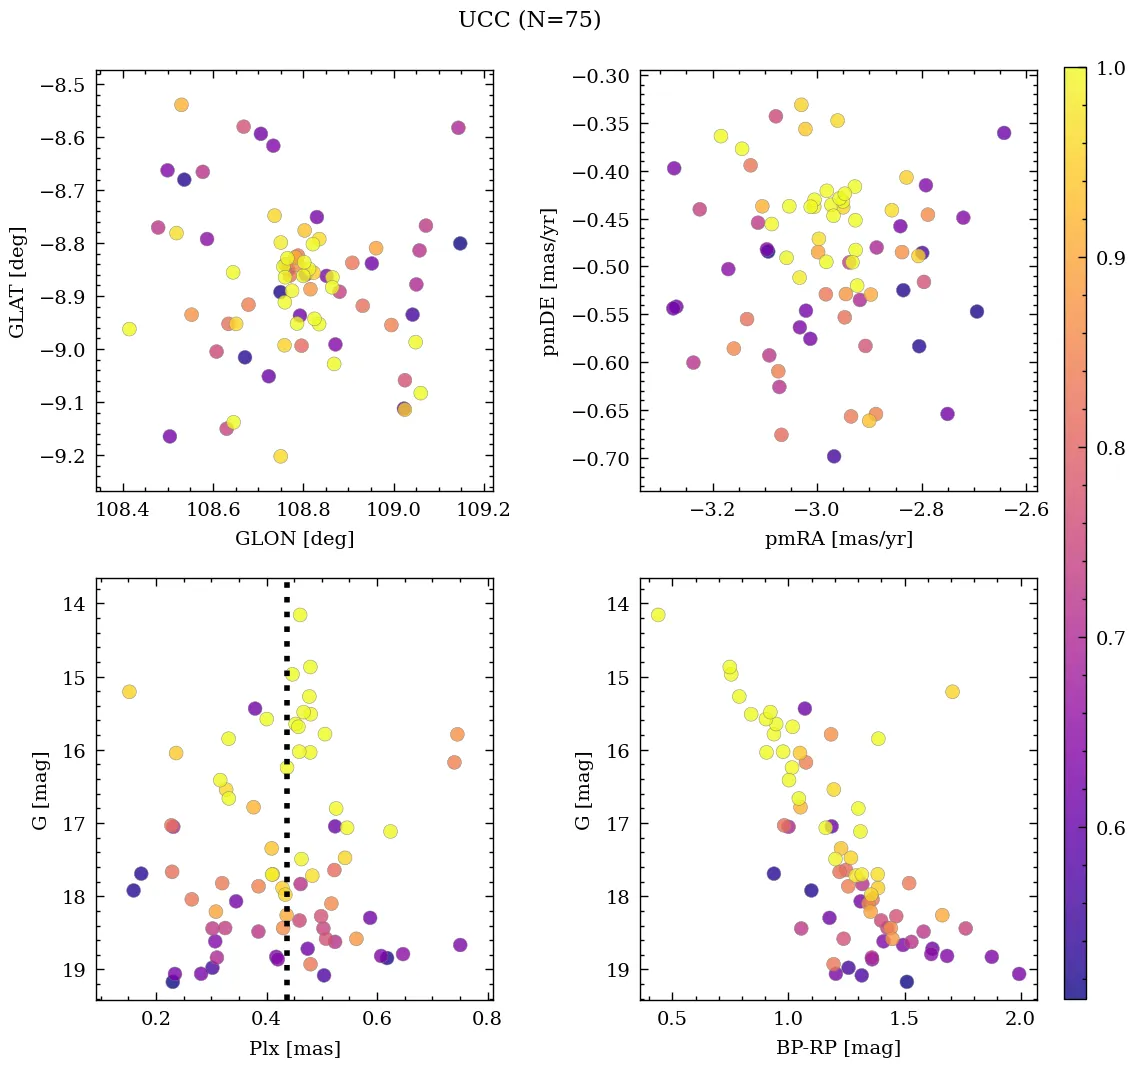 UCC (N=75)
−8.5
−8.6
−8.7
−8.8
−8.9
−9.0
−9.1
−9.2
GLAT [deg]
108.4 108.6 108.8 109.0 109.2
GLON [deg]
−0.30
−0.35
−0.40
−0.45
−0.50
−0.55
−0.60
−0.65
−0.70
pmDE [mas/yr]
−3.2 −3.0 −2.8 −2.6
pmRA [mas/yr]
14
15
16
17
18
19
G [mag]
0.2 0.4 0.6 0.8
Plx [mas]
14
15
16
17
18
19
G [mag]
0.5 1.0 1.5 2.0
BP-RP [mag]
1.0
0.9
0.8
0.7
0.6